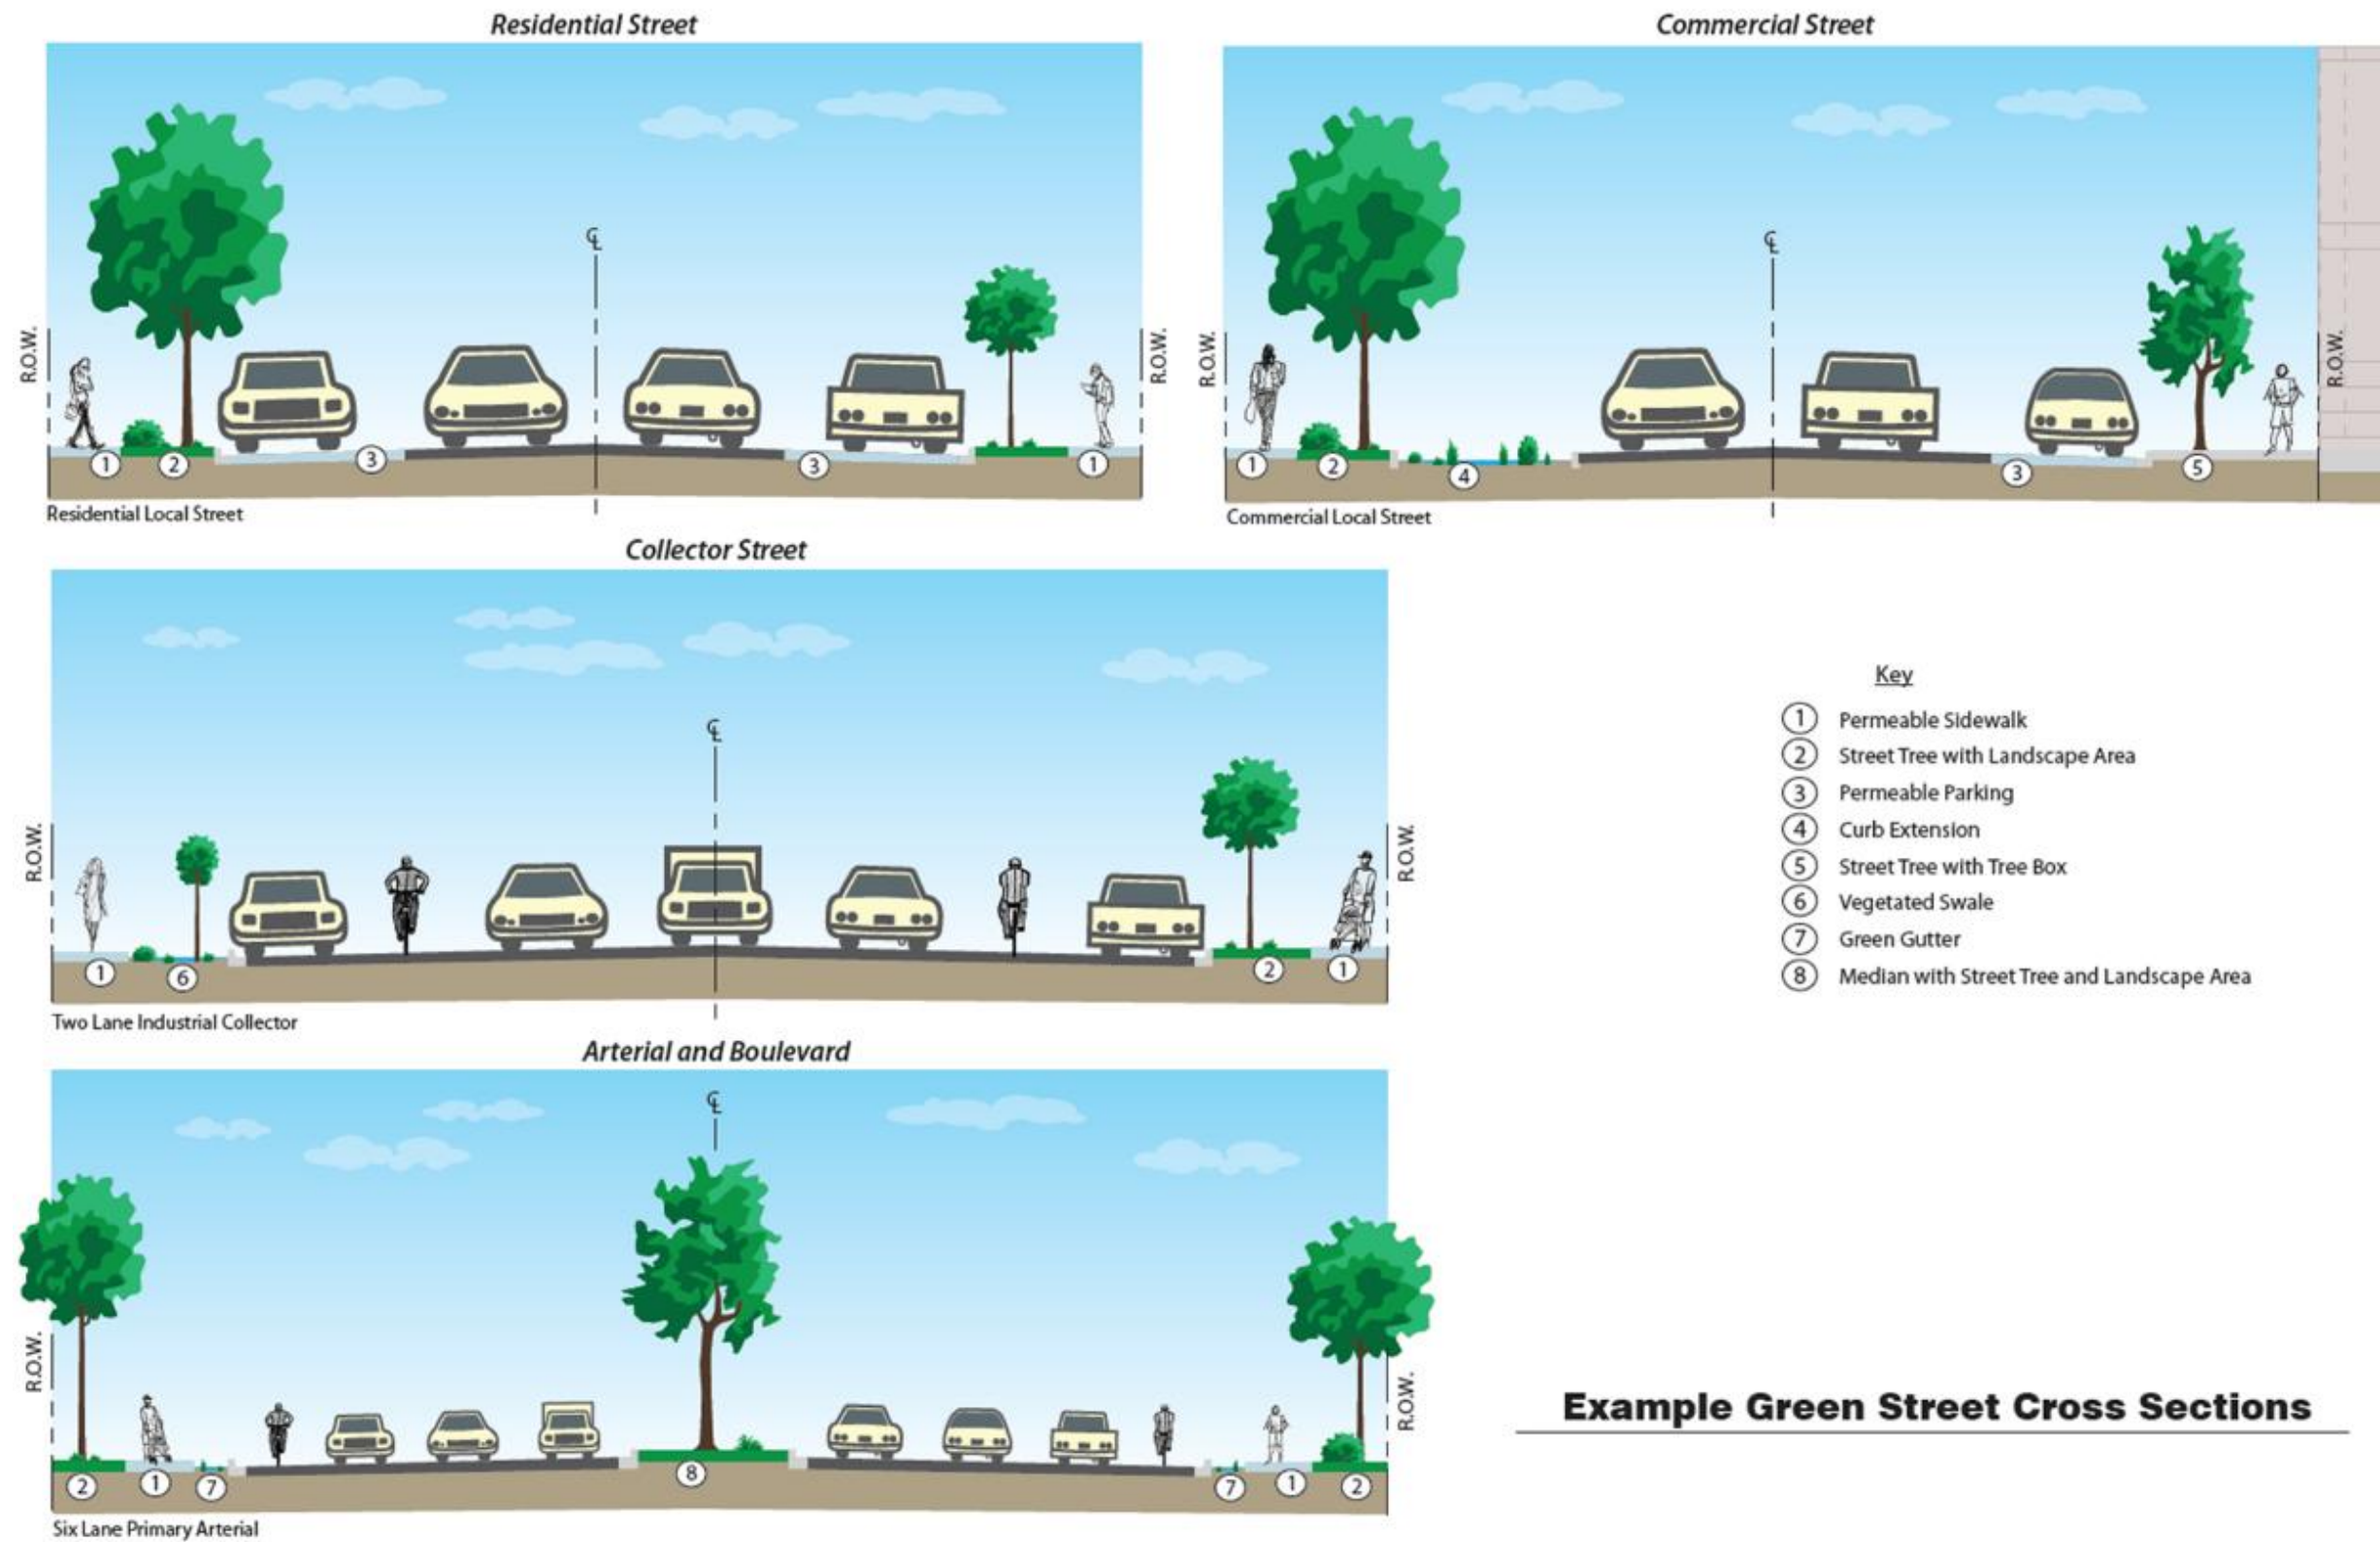 Residential Street
℄
R.O.W.
R.O.W.
1
2
3
3
1
Residential Local Street
Commercial Street
℄
R.O.W.
R.O.W.
1
2
4
3
5
Commercial Local Street
Collector Street
℄
R.O.W.
R.O.W.
1
6
2
1
Two Lane Industrial Collector
Key
1 Permeable Sidewalk
2 Street Tree with Landscape Area
3 Permeable Parking
4 Curb Extension
5 Street Tree with Tree Box
6 Vegetated Swale
7 Green Gutter
8 Median with Street Tree and Landscape Area
Arterial and Boulevard
℄
R.O.W.
R.O.W.
2
1
7
8
7
1
2
Six Lane Primary Arterial
Example Green Street Cross Sections